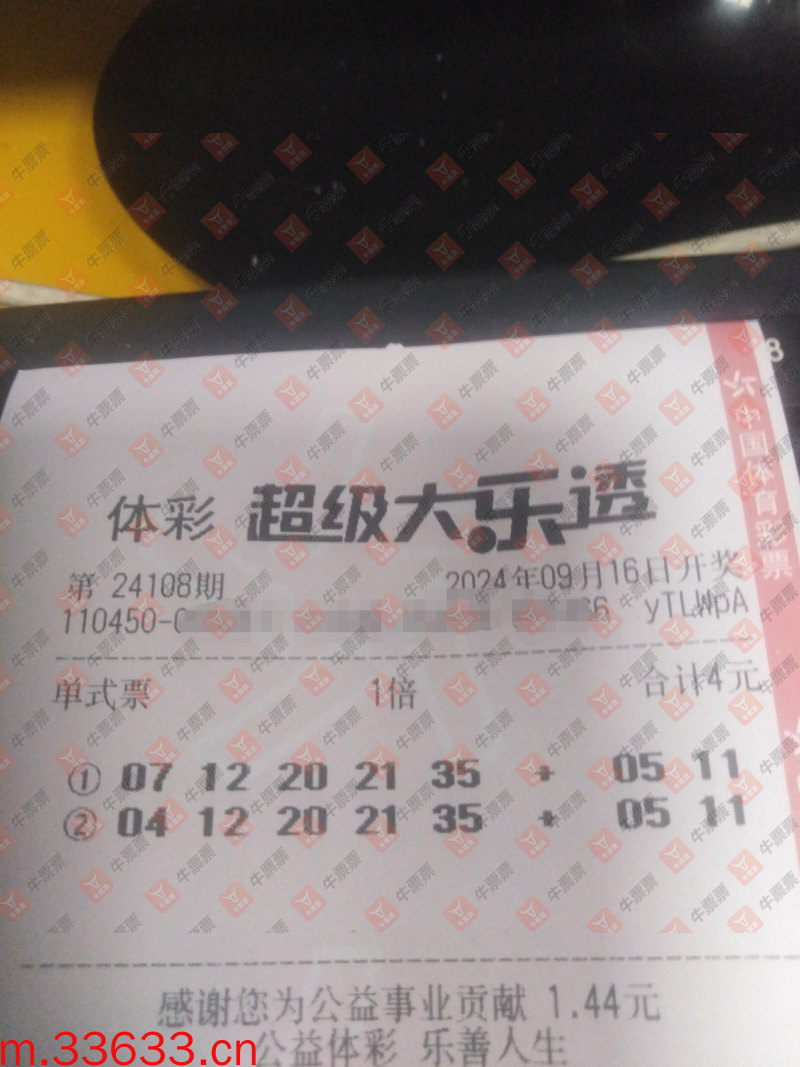 8
中国体育彩票
体彩 超级大乐透
第 24108期 2024年09月16日开奖
110450-0 6 yTLWpA
单式票 1倍 合计4元
① 07 12 20 21 35 + 05 11
② 04 12 20 21 35 + 05 11
感谢您为公益事业贡献 1.44元
公益体彩 乐善人生
m.33633.cn
牛票票